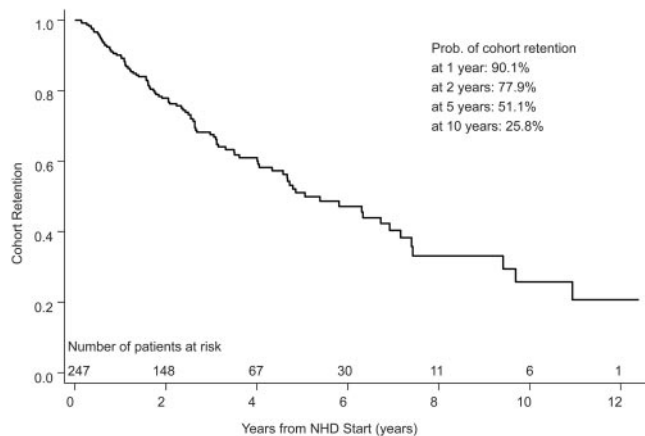 1.0
0.8
0.6
0.4
0.2
0.0
Cohort Retention
Prob. of cohort retention
at 1 year: 90.1%
at 2 years: 77.9%
at 5 years: 51.1%
at 10 years: 25.8%
Number of patients at risk
247 148 67 30 11 6 1
0 2 4 6 8 10 12
Years from NHD Start (years)